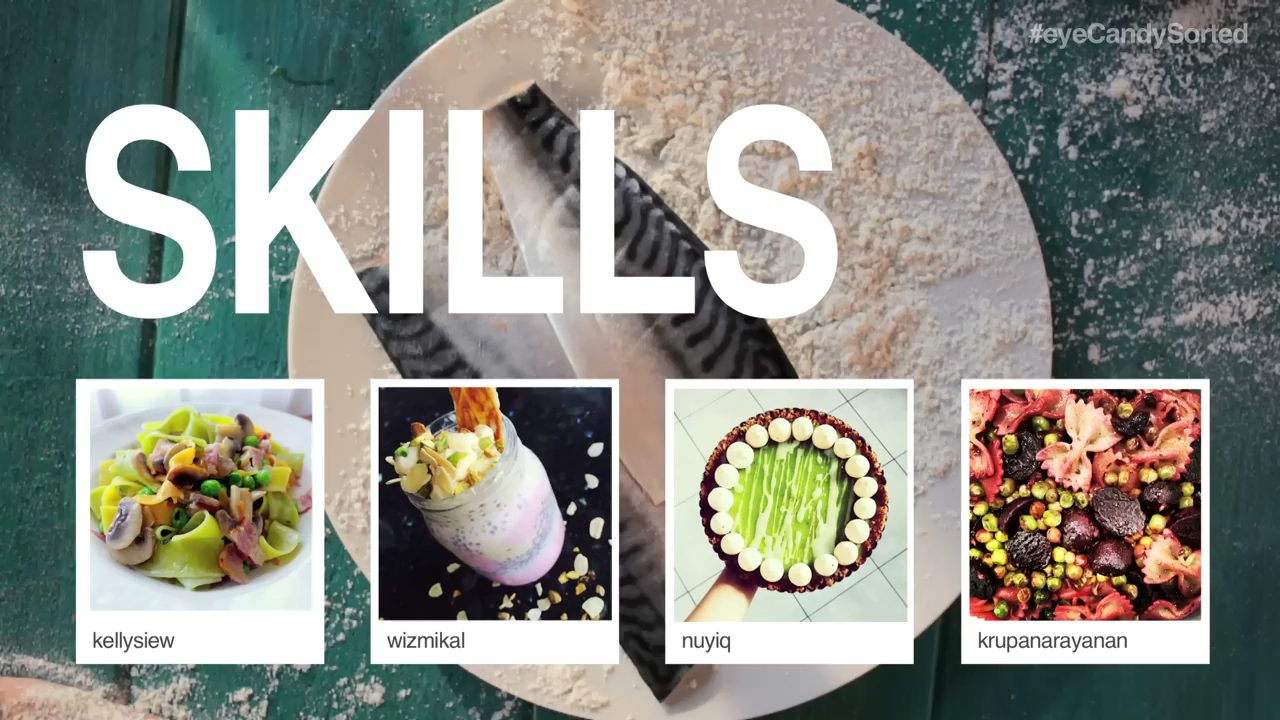 #eyeCandySorted
SKILLS
kellysiew
wizmikal
nuyiq
krupanarayanan